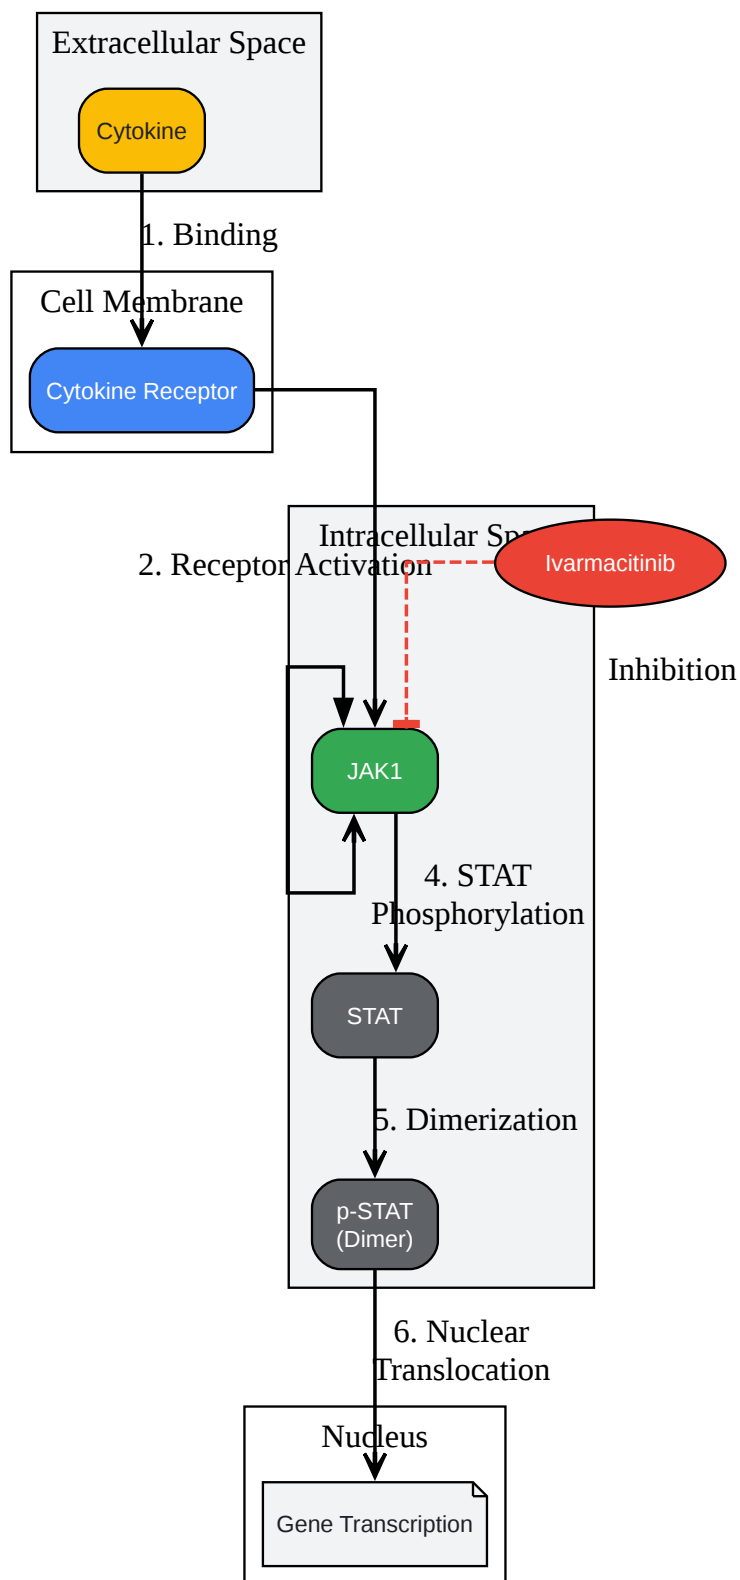 Extracellular Space
Cytokine
1. Binding
Cell Membrane
Cytokine Receptor
Intracellular Sp
Ivarmacitinib
2. Receptor Activation
Inhibition
JAK1
4. STAT
Phosphorylation
STAT
5. Dimerization
p-STAT
(Dimer)
6. Nuclear
Translocation
Nucleus
Gene Transcription